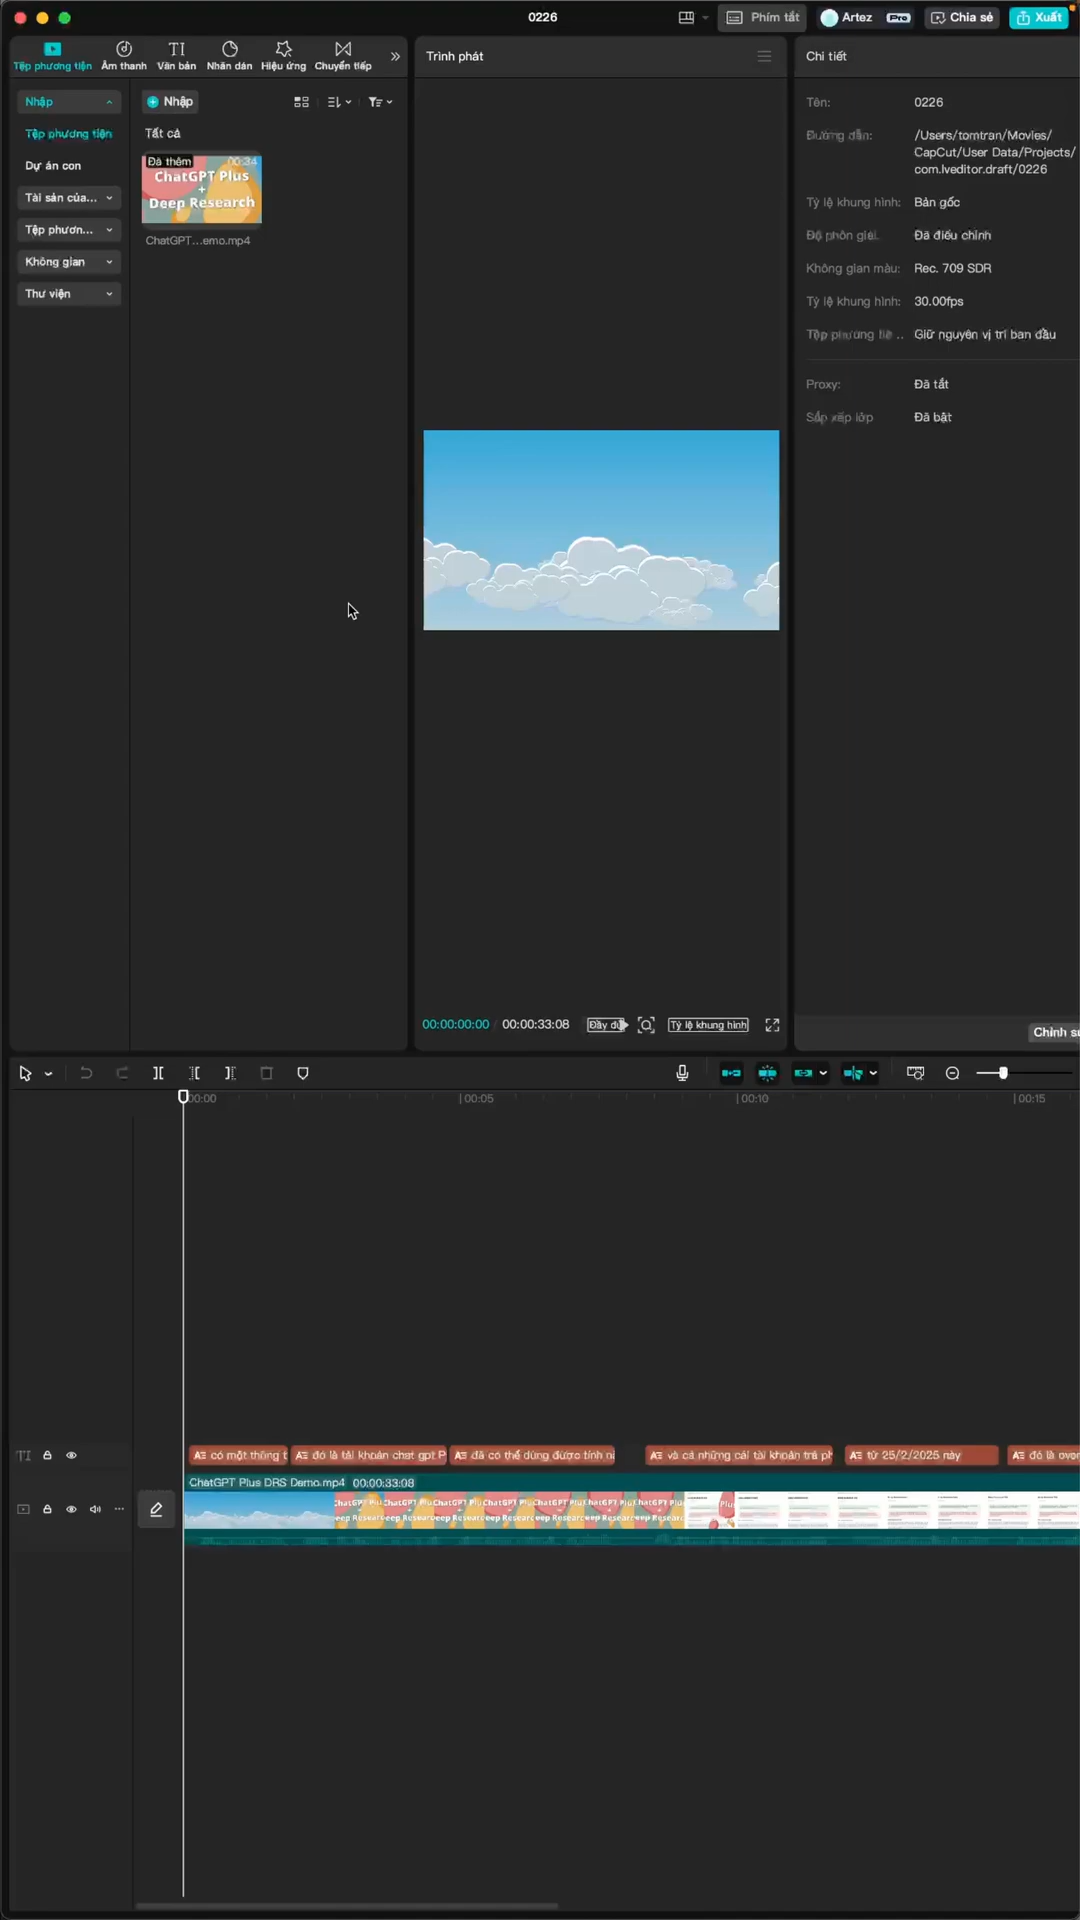 0226
Phím tắt
Artez
Pro
Chia sẻ
Xuất
Tệp phương tiện
Âm thanh
Văn bản
Nhãn dán
Hiệu ứng
Chuyển tiếp
Trình phát
Chi tiết
Nhập
Tệp phương tiện
Dự án con
Tài sản của...
Tệp phươn...
Không gian
Thư viện
Nhập
Tất cả
Đã thêm
00:34
ChatGPT Plus
+
Deep Research
ChatGPT...emo.mp4
Tên: 0226
Đường dẫn: /Users/tomtran/Movies/
CapCut/User Data/Projects/
com.lveditor.draft/0226
Tỷ lệ khung hình: Bản gốc
Độ phân giải: Đã điều chỉnh
Không gian màu: Rec. 709 SDR
Tỷ lệ khung hình: 30.00fps
Tệp phương tiê .. Giữ nguyên vị trí ban đầu
Proxy: Đã tắt
Sắp xếp lớp Đã bật
00:00:00:00
00:00:33:08
Đầy đủ
Tỷ lệ khung hình
Chỉnh sư
00:00
00:05
00:10
00:15
có một thông t
đó là tài khoản chat gpt P
đã có thể dùng được tính nă
và cả những cái tài khoản trả ph
từ 25/2/2025 này
đó là
ChatGPT Plus DRS Demo.mp4 00:00:33:08